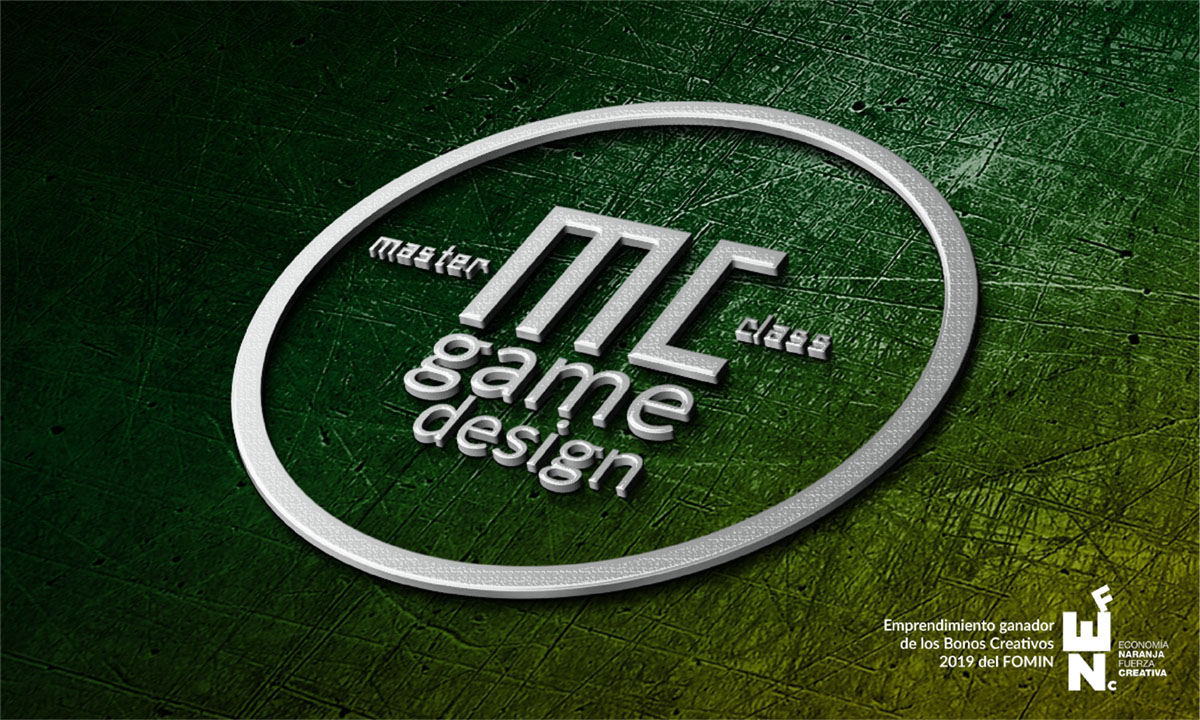 master
MC
class
game
design
Emprendimiento ganador
de los Bonos Creativos
2019 del FOMIN
F
E
N
c
ECONOMÍA
NARANJA
FUERZA
CREATIVA